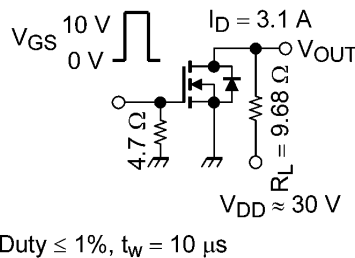 V_GS 10 V
0 V
I_D = 3.1 A
V_OUT
4.7 Ω
R_L = 9.68 Ω
V_DD ≈ 30 V
Duty ≤ 1%, t_w = 10 μs